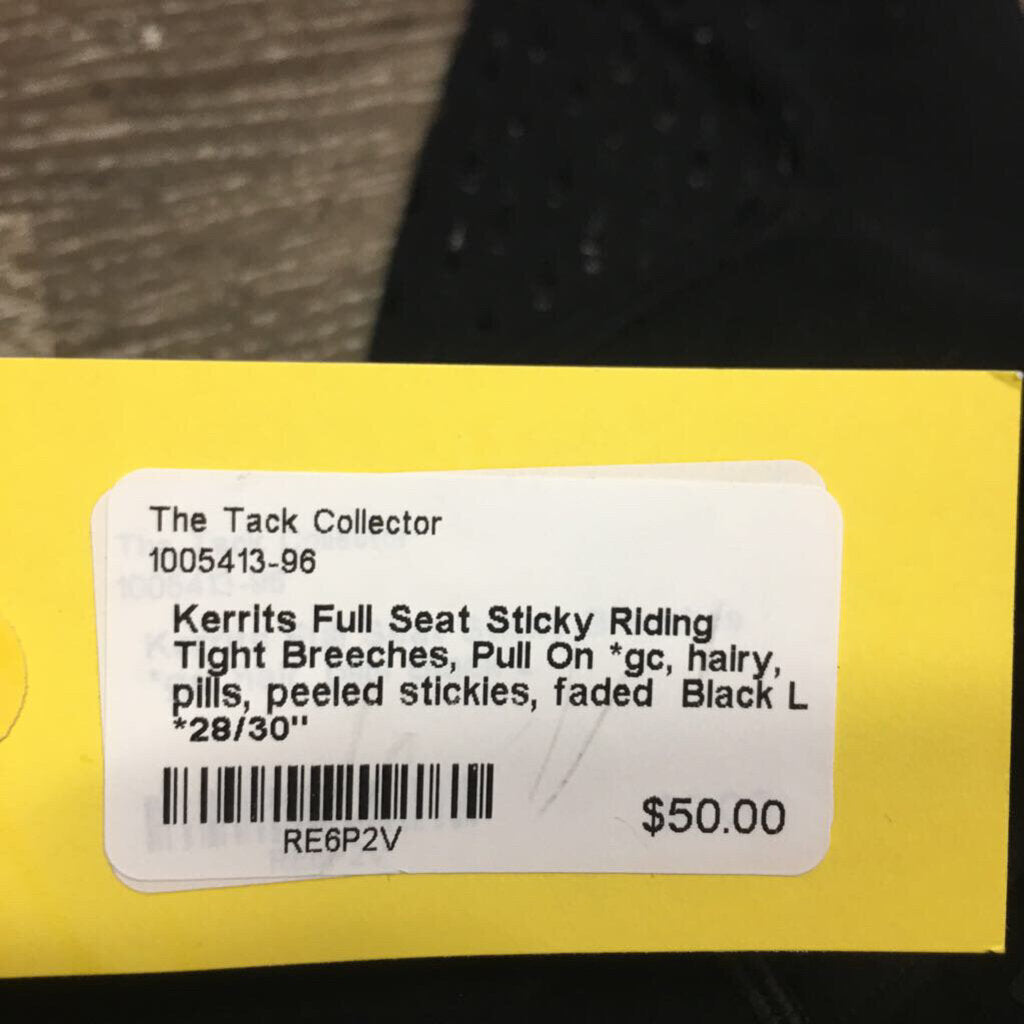 The Tack Collector
1005413-96
Kerrits Full Seat Sticky Riding
Tight Breeches, Pull On *gc, hairy,
pills, peeled stickies, faded Black L
*28/30"
RE6P2V
$50.00